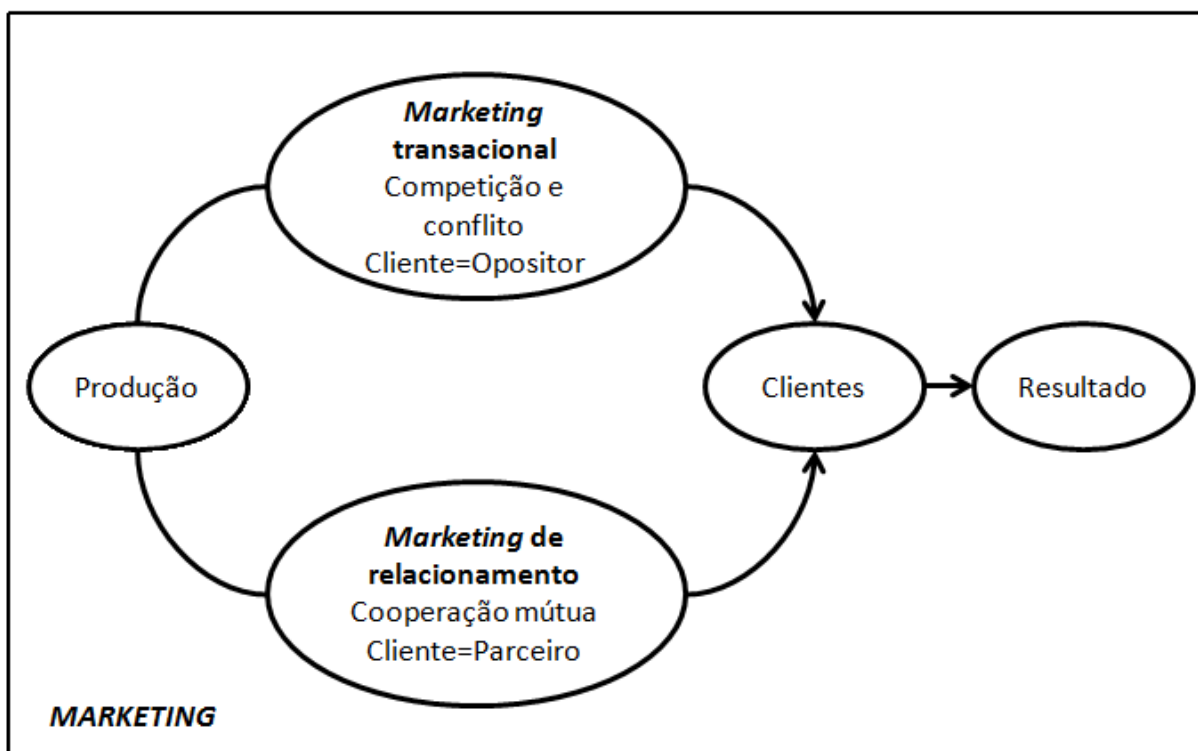 Marketing
transacional
Competição e
conflito
Cliente=Opositor
Produção
Clientes
Resultado
Marketing de
relacionamento
Cooperação mútua
Cliente=Parceiro
MARKETING